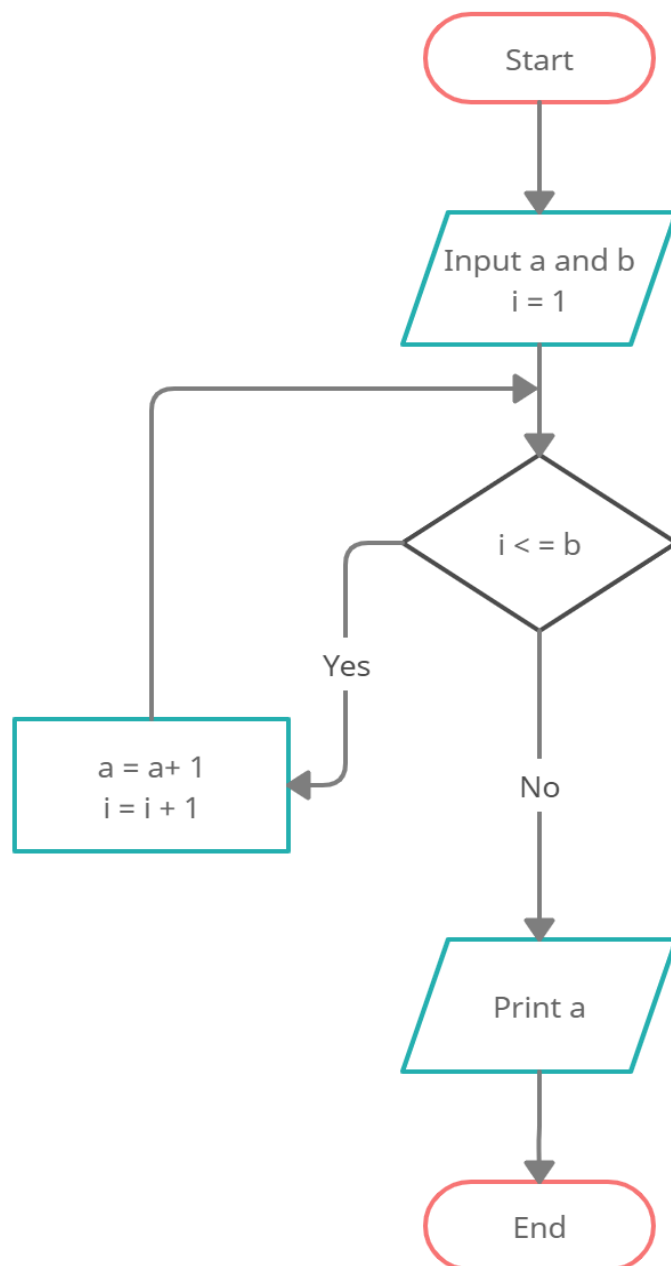 Start
Input a and b
i = 1
i < = b
Yes
a = a+ 1
i = i + 1
No
Print a
End